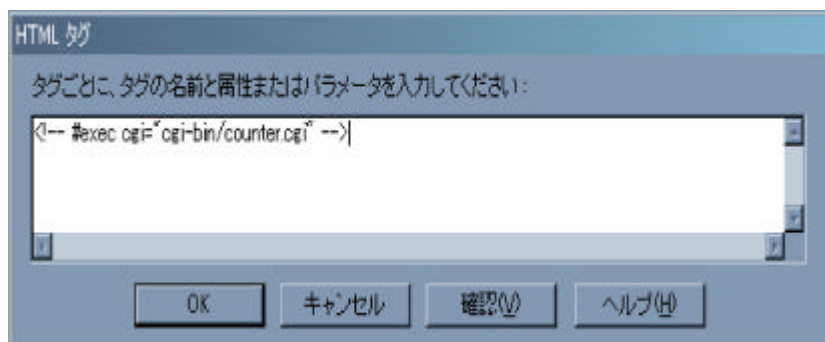 HTML タグ
タグごとに、タグの名前と属性またはパラメータを入力してください:
<!-- #exec cgi="cgi-bin/counter.cgi" -->
OK キャンセル 確認(V) ヘルプ(H)